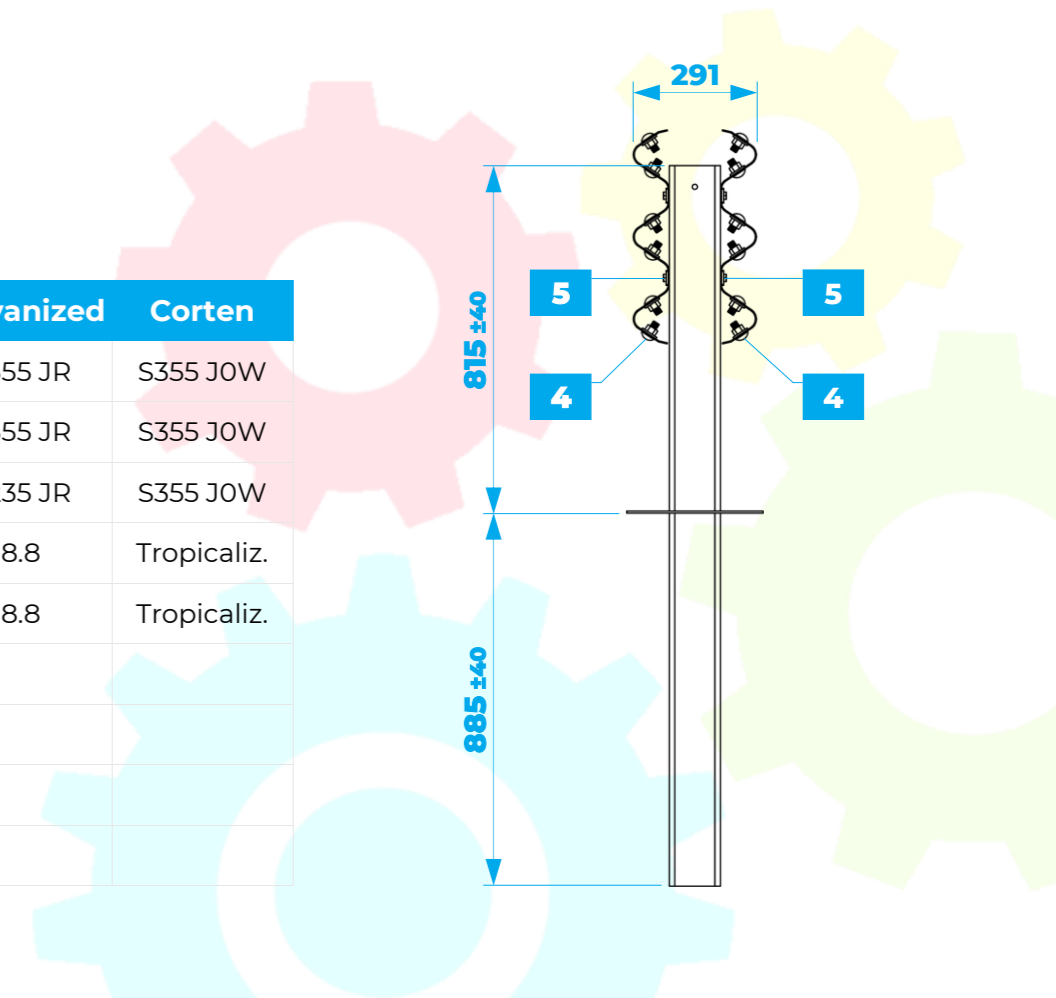 vanized Corten
55 JR S355 J0W
55 JR S355 J0W
35 JR S355 J0W
8.8 Tropicaliz.
8.8 Tropicaliz.
291
815 ±40
5
5
4
4
885 ±40